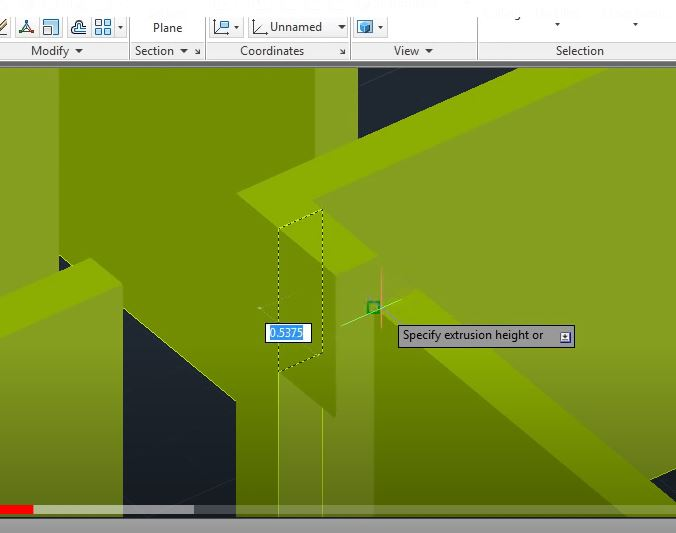 Plane
Unnamed
Modify
Section
Coordinates
View
Selection
0.5375
Specify extrusion height or